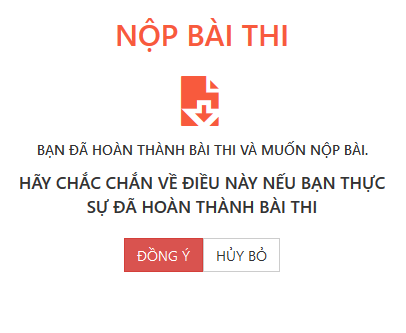 NỘP BÀI THI
BẠN ĐÃ HOÀN THÀNH BÀI THI VÀ MUỐN NỘP BÀI.
HÃY CHẮC CHẮN VỀ ĐIỀU NÀY NẾU BẠN THỰC
SỰ ĐÃ HOÀN THÀNH BÀI THI
ĐỒNG Ý HỦY BỎ